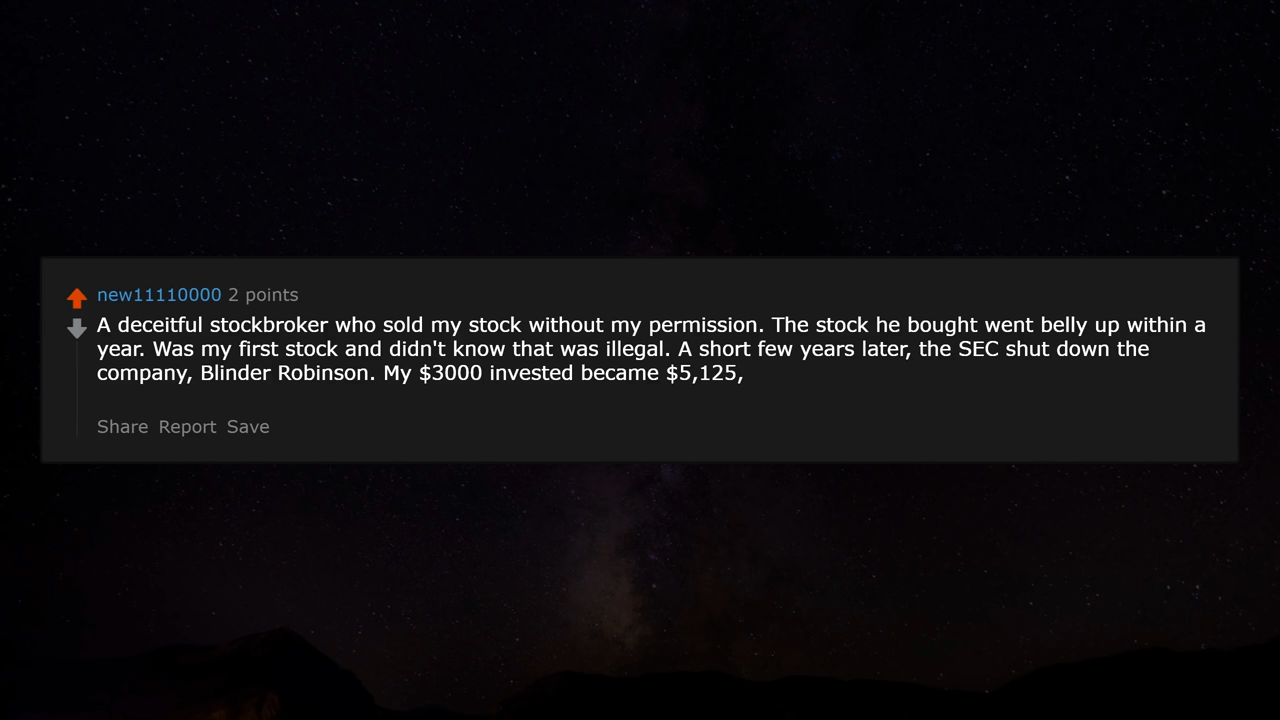 new11110000 2 points
A deceitful stockbroker who sold my stock without my permission. The stock he bought went belly up within a
year. Was my first stock and didn't know that was illegal. A short few years later, the SEC shut down the
company, Blinder Robinson. My $3000 invested became $5,125,
Share Report Save